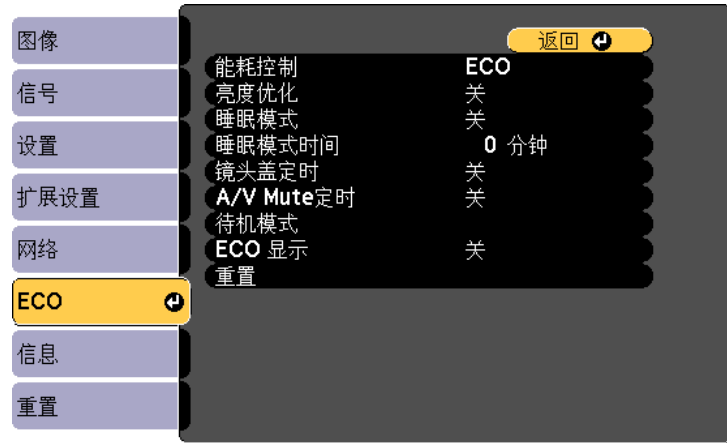 图像
信号
设置
扩展设置
网络
ECO
信息
重置
返回
能耗控制 ECO
亮度优化 关
睡眠模式 关
睡眠模式时间 0 分钟
镜头盖定时 关
A/V Mute定时 关
待机模式
ECO 显示 关
重置